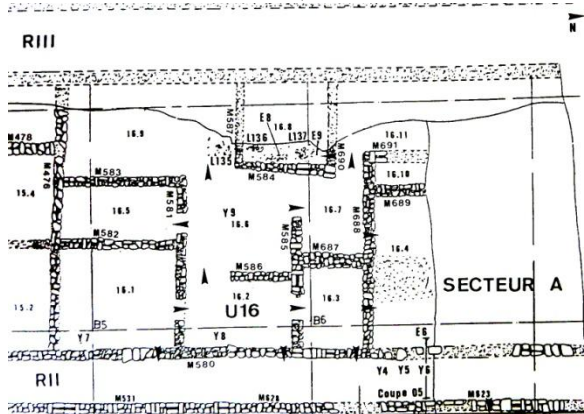 RIII
N
M478
M476
16.9
M587
E8
16.8
L136
L137
E9
M690
16.11
M691
L135
M584
16.10
15.4
M583
M689
16.5
M581
Y9
16.6
M585
16.7
M688
16.4
M582
M687
M586
SECTEUR A
15.2
16.1
16.2
16.3
U16
B5
B6
E6
Y7
Y8
M580
Y4
Y5
Y6
RII
Coupe 05
M531
M628
M623